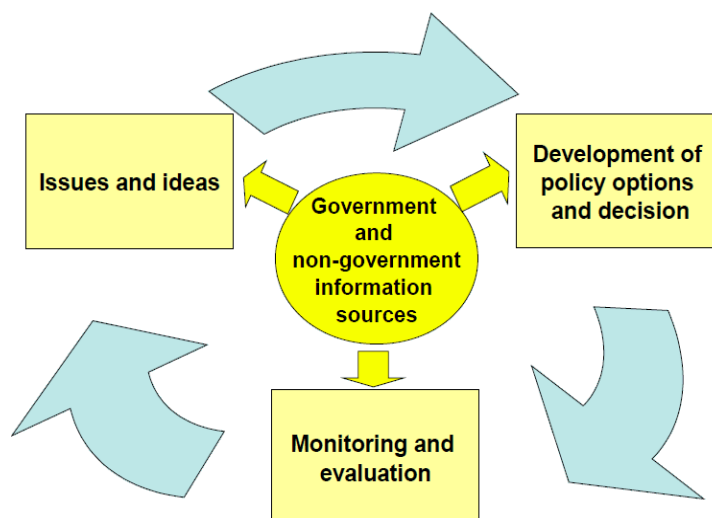 Issues and ideas
Development of
policy options
and decision
Government
and
non-government
information
sources
Monitoring and
evaluation